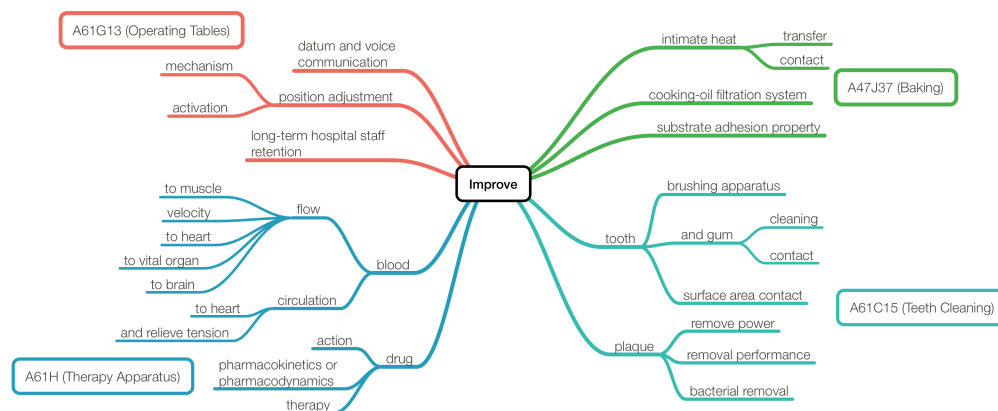 A61G13 (Operating Tables)
datum and voice
communication
mechanism
position adjustment
activation
long-term hospital staff
retention
Improve
intimate heat
transfer
contact
A47J37 (Baking)
cooking-oil filtration system
substrate adhesion property
to muscle
flow
velocity
to heart
to vital organ
to brain
blood
circulation
to heart
and relieve tension
action
drug
pharmacokinetics or
pharmacodynamics
therapy
A61H (Therapy Apparatus)
brushing apparatus
tooth
and gum
cleaning
contact
surface area contact
A61C15 (Teeth Cleaning)
plaque
remove power
removal performance
bacterial removal